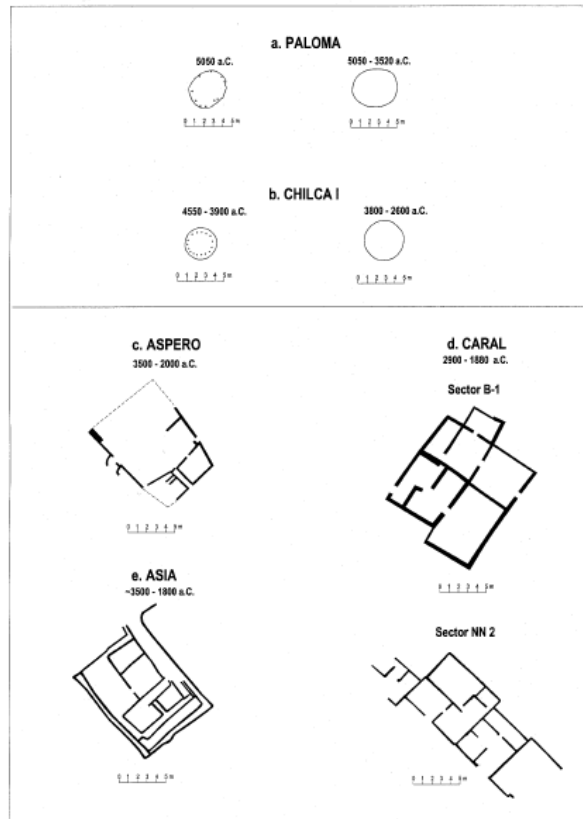 a. PALOMA
5050 a.C.
5050 - 3520 a.C.
0 1 2 3 4 5m
0 1 2 3 4 5m
b. CHILCA I
4550 - 3900 a.C.
3800 - 2600 a.C.
0 1 2 3 4 5m
0 1 2 3 4 5m
c. ASPERO
3500 - 2000 a.C.
0 1 2 3 4 5m
d. CARAL
2900 - 1880 a.C.
Sector B-1
0 1 2 3 4 5m
e. ASIA
~3500 - 1800 a.C.
0 1 2 3 4 5m
Sector NN 2
0 1 2 3 4 5m